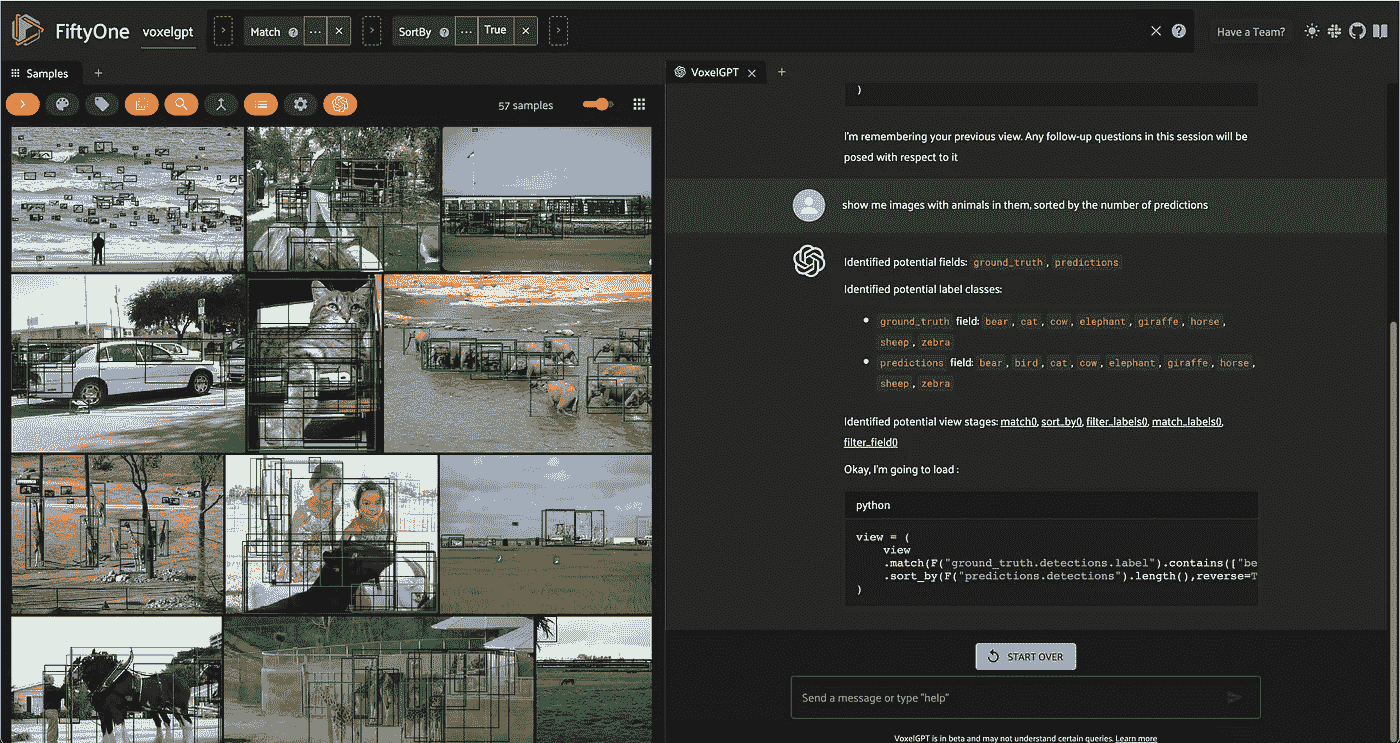 FiftyOne voxelgpt Match ... SortBy ... True Have a Team?
Samples
VoxelGPT
57 samples
)
I'm remembering your previous view. Any follow-up questions in this session will be
posed with respect to it
show me images with animals in them, sorted by the number of predictions
Identified potential fields: ground_truth, predictions
Identified potential label classes:
ground_truth field: bear, cat, cow, elephant, giraffe, horse,
sheep, zebra
predictions field: bear, bird, cat, cow, elephant, giraffe, horse,
sheep, zebra
Identified potential view stages: match(), sort_by(), filter_labels(), match_labels(),
filter_field()
Okay, I'm going to load :
python
view = (
view
.match(F("ground_truth.detections.label").contains(["be
.sort_by(F("predictions.detections").length(),reverse=T
)
START OVER
Send a message or type "help"
VoxelGPT is in beta and may not understand certain queries. Learn more